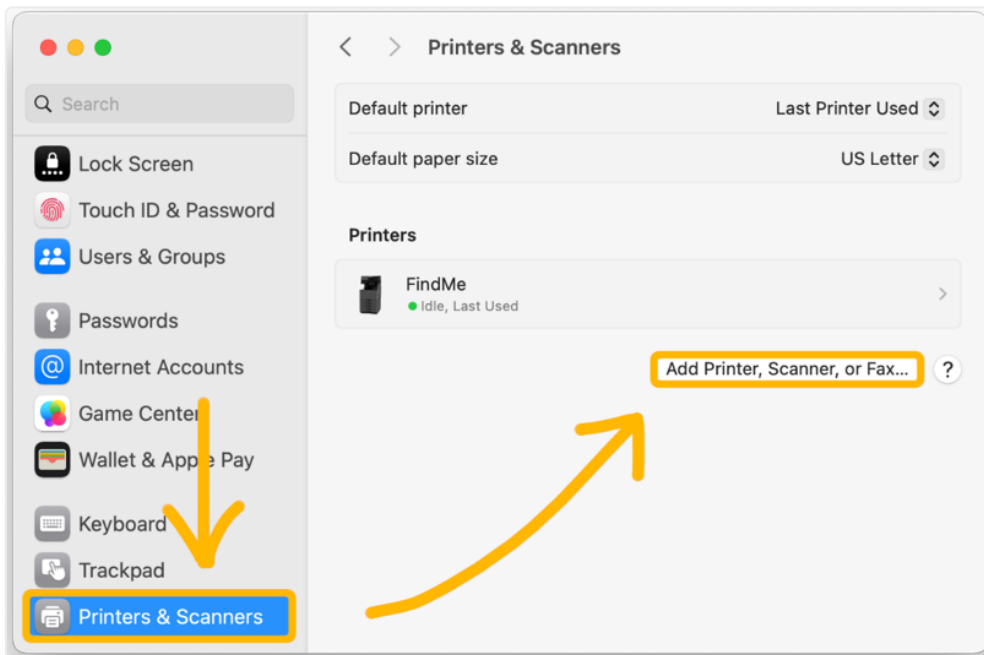 Search
Lock Screen
Touch ID & Password
Users & Groups
Passwords
Internet Accounts
Game Center
Wallet & Apple Pay
Keyboard
Trackpad
Printers & Scanners
Printers & Scanners
Default printer Last Printer Used
Default paper size US Letter
Printers
FindMe
Idle, Last Used
Add Printer, Scanner, or Fax... ?